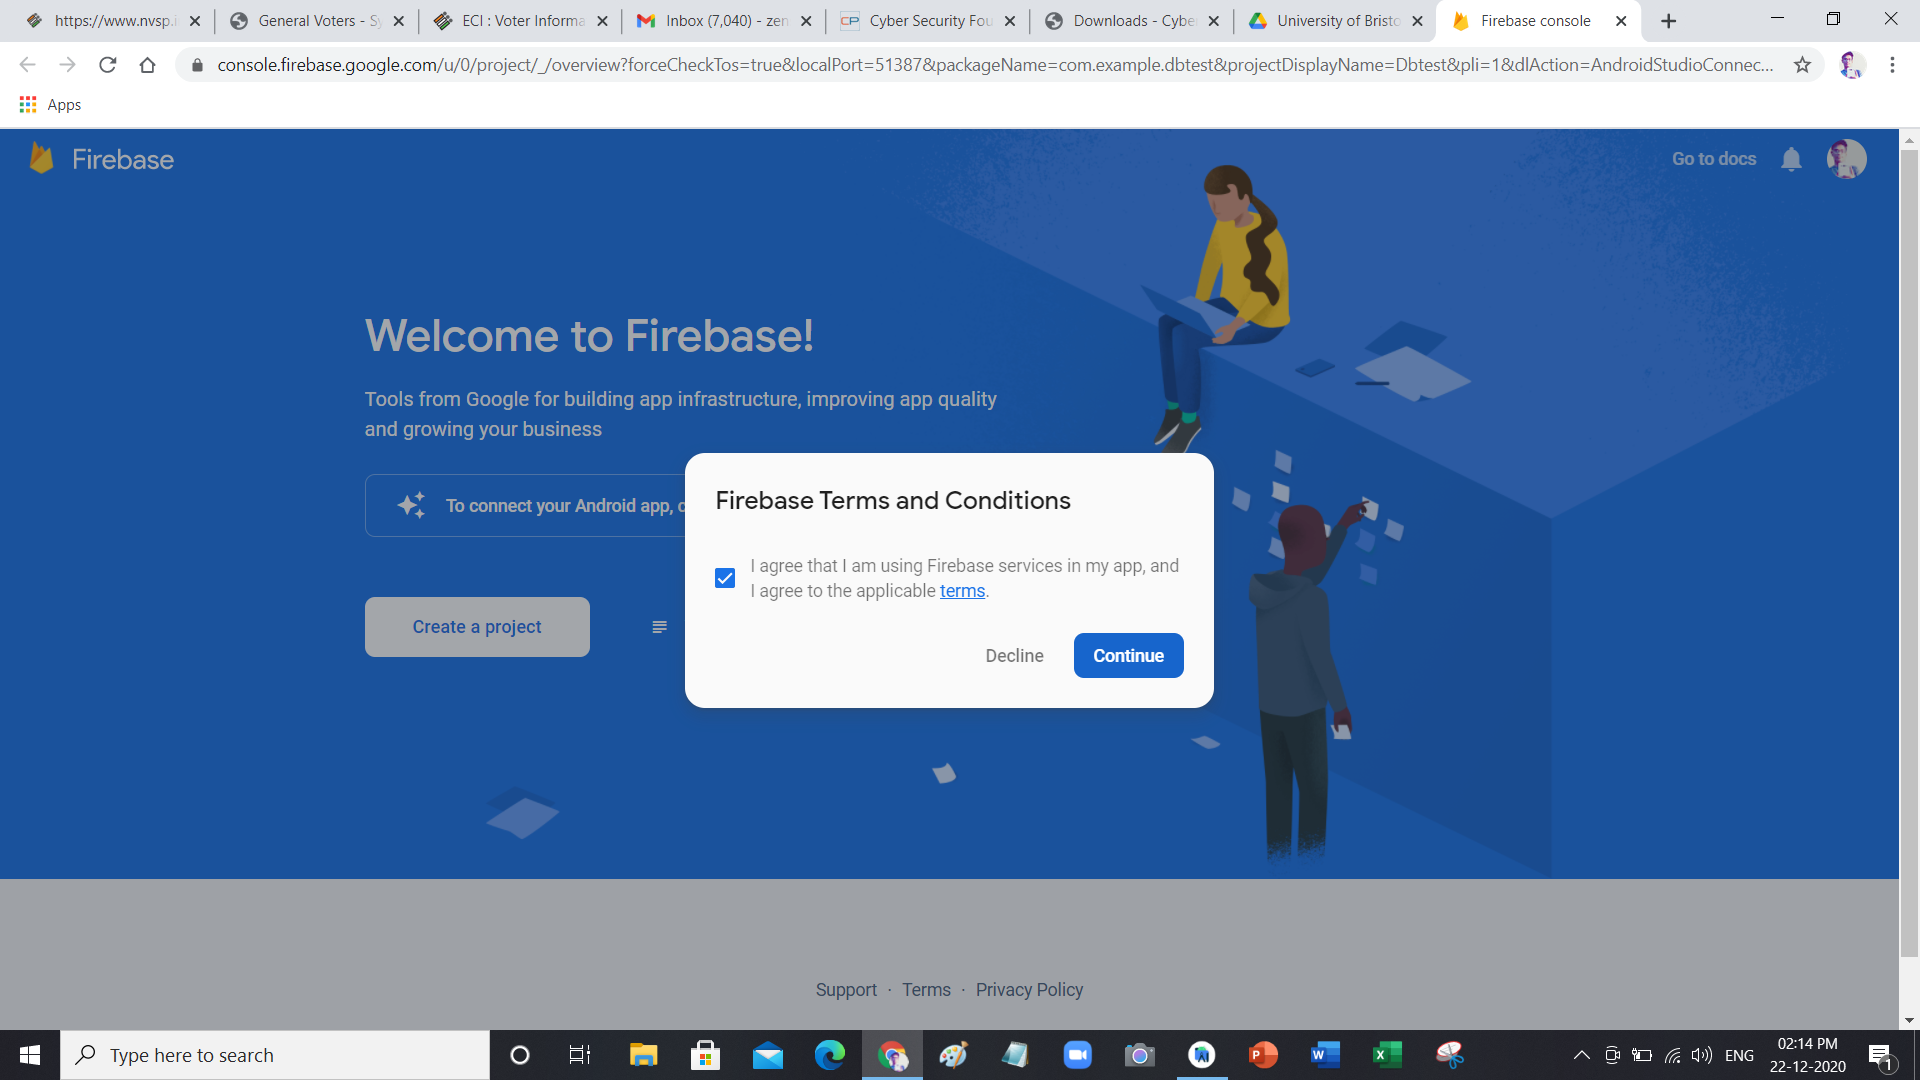 https://www.nvsp.i
General Voters - Sy
ECI : Voter Informa
Inbox (7,040) - zen
CP
Cyber Security Fou
Downloads - Cybe
University of Bristo
Firebase console
console.firebase.google.com/u/0/project/_/overview?forceCheckTos=true&localPort=51387&packageName=com.example.dbtest&projectDisplayName=Dbtest&pli=1&dlAction=AndroidStudioConnec...
Apps
Firebase
Go to docs
Welcome to Firebase!
Tools from Google for building app infrastructure, improving app quality
and growing your business
To connect your Android app, c
Create a project
Firebase Terms and Conditions
I agree that I am using Firebase services in my app, and
I agree to the applicable terms.
Decline
Continue
Support · Terms · Privacy Policy
Type here to search
ENG
02:14 PM
22-12-2020
1